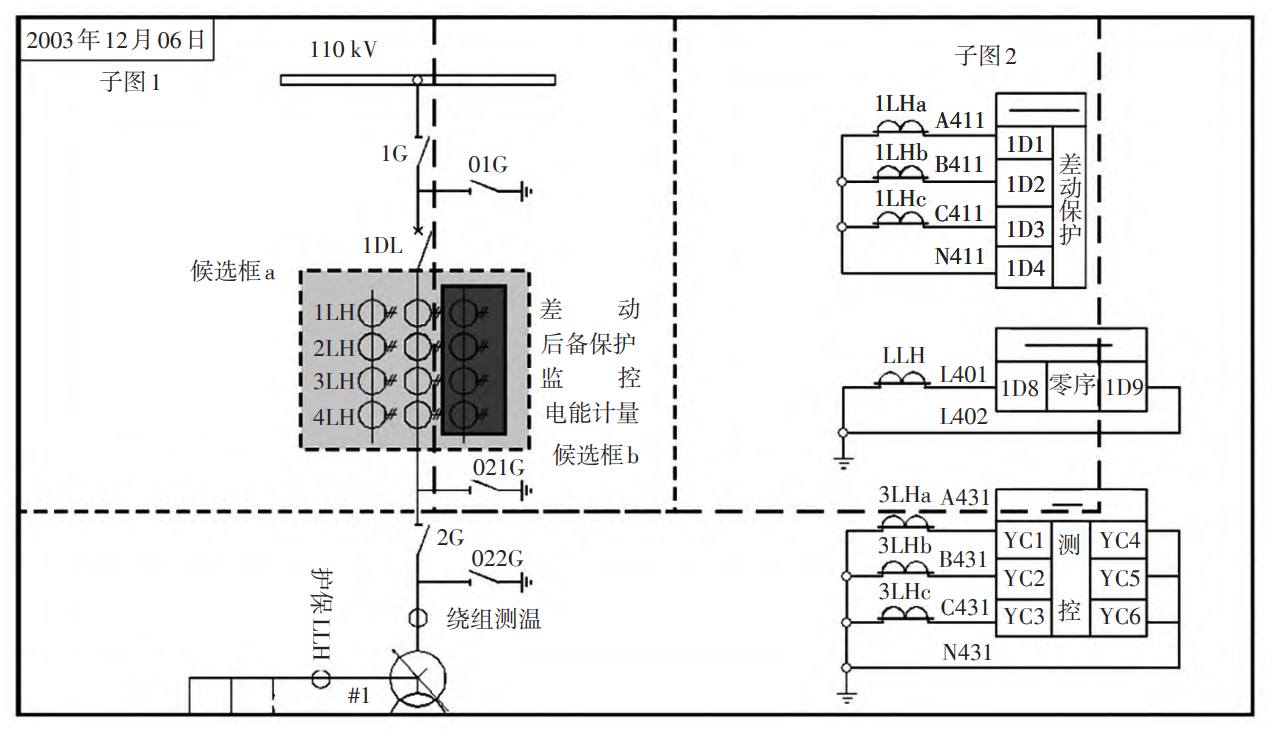 2003年12月06日
子图1
110 kV
1G
01G
1DL
候选框a
1LH
差 动
2LH
后备保护
3LH
监 控
4LH
电能计量
候选框b
021G
2G
022G
绕组测温
护保LLH
#1
子图2
1LHa
A411
1D1
1LHb
B411
1D2
1LHc
C411
1D3
N411
1D4
差动保护
LLH
L401
1D8
零序
1D9
L402
3LHa
A431
YC1
测
YC4
3LHb
B431
YC2
YC5
3LHc
C431
YC3
控
YC6
N431